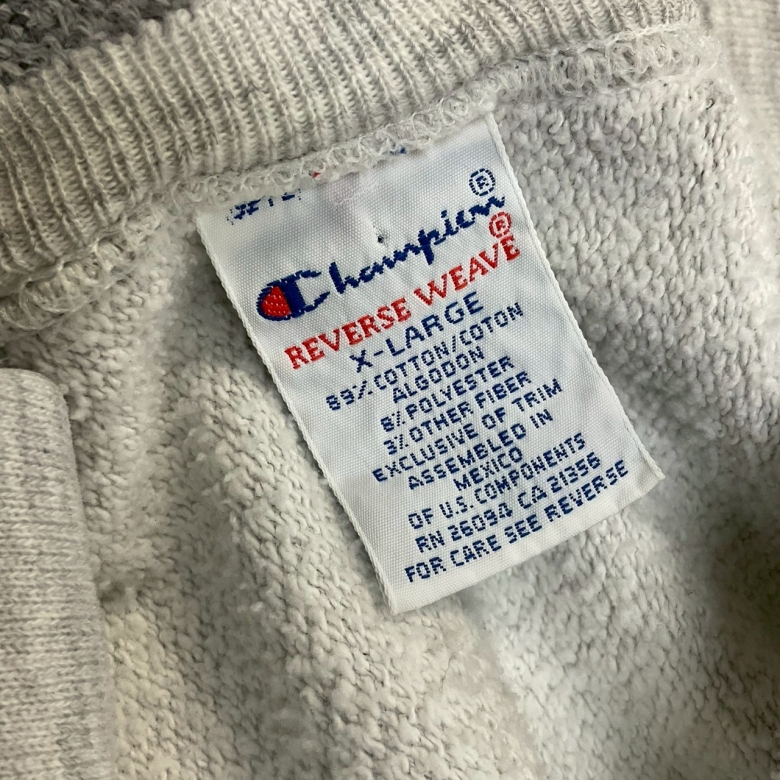 Champion®
REVERSE WEAVE®
X-LARGE
89% COTTON/COTON
ALGODON
8% POLYESTER
3% OTHER FIBER
EXCLUSIVE OF TRIM
ASSEMBLED IN
MEXICO
OF U.S. COMPONENTS
RN 26094 CA 21356
FOR CARE SEE REVERSE